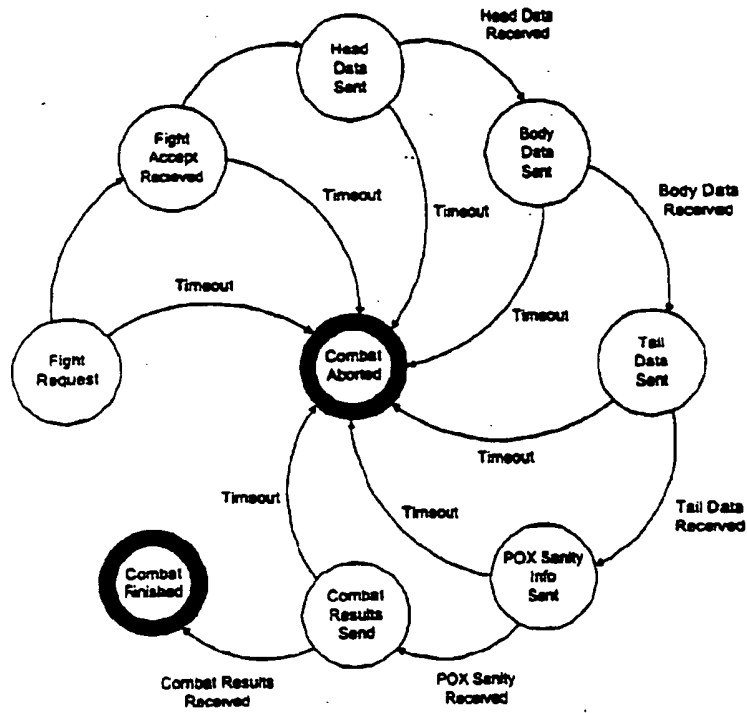 Head Data
Received
Head
Data
Sent
Fight
Accept
Recieved
Body
Data
Sent
Timeout
Timeout
Body Data
Received
Timeout
Timeout
Fight
Request
Combat
Aborted
Tail
Data
Sent
Timeout
Timeout
Timeout
Tail Data
Received
Combat
Finished
POX Sanity
Info
Sent
Combat
Results
Send
Combat Results
Received
POX Sanity
Received